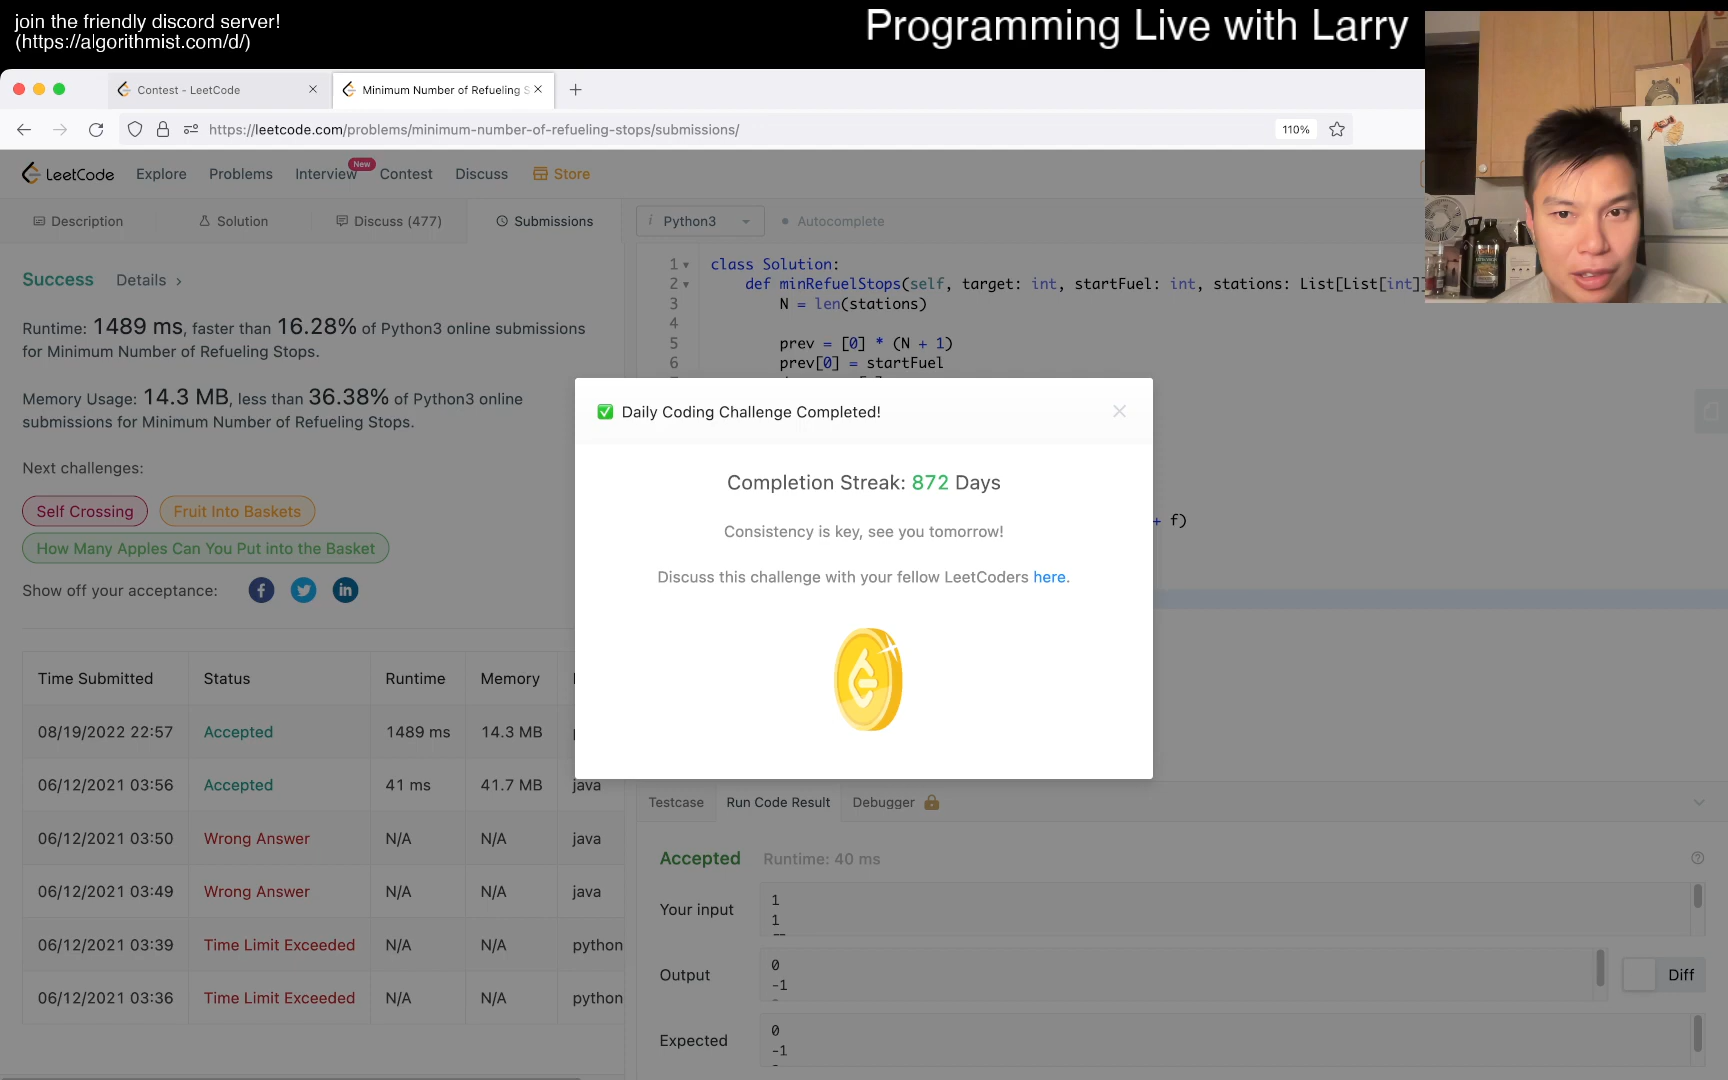 join the friendly discord server!
(https://algorithmist.com/d/)
Programming Live with Larry
Contest - LeetCode
Minimum Number of Refueling S
https://leetcode.com/problems/minimum-number-of-refueling-stops/submissions/
110%
LeetCode
Explore
Problems
Interview
New
Contest
Discuss
Store
Description
Solution
Discuss (477)
Submissions
i Python3
Autocomplete
Success
Details >
Runtime: 1489 ms, faster than 16.28% of Python3 online submissions
for Minimum Number of Refueling Stops.
Memory Usage: 14.3 MB, less than 36.38% of Python3 online
submissions for Minimum Number of Refueling Stops.
Next challenges:
Self Crossing
Fruit Into Baskets
How Many Apples Can You Put into the Basket
Show off your acceptance:
1 class Solution:
2 def minRefuelStops(self, target: int, startFuel: int, stations: List[List[int]]
3 N = len(stations)
4
5 prev = [0] * (N + 1)
6 prev[0] = startFuel
+ f)
Daily Coding Challenge Completed!
Completion Streak: 872 Days
Consistency is key, see you tomorrow!
Discuss this challenge with your fellow LeetCoders here.
Time Submitted Status Runtime Memory
08/19/2022 22:57 Accepted 1489 ms 14.3 MB
06/12/2021 03:56 Accepted 41 ms 41.7 MB java
06/12/2021 03:50 Wrong Answer N/A N/A java
06/12/2021 03:49 Wrong Answer N/A N/A java
06/12/2021 03:39 Time Limit Exceeded N/A N/A python
06/12/2021 03:36 Time Limit Exceeded N/A N/A python
Testcase
Run Code Result
Debugger
Accepted
Runtime: 40 ms
Your input
1
1
Output
0
-1
Diff
Expected
0
-1